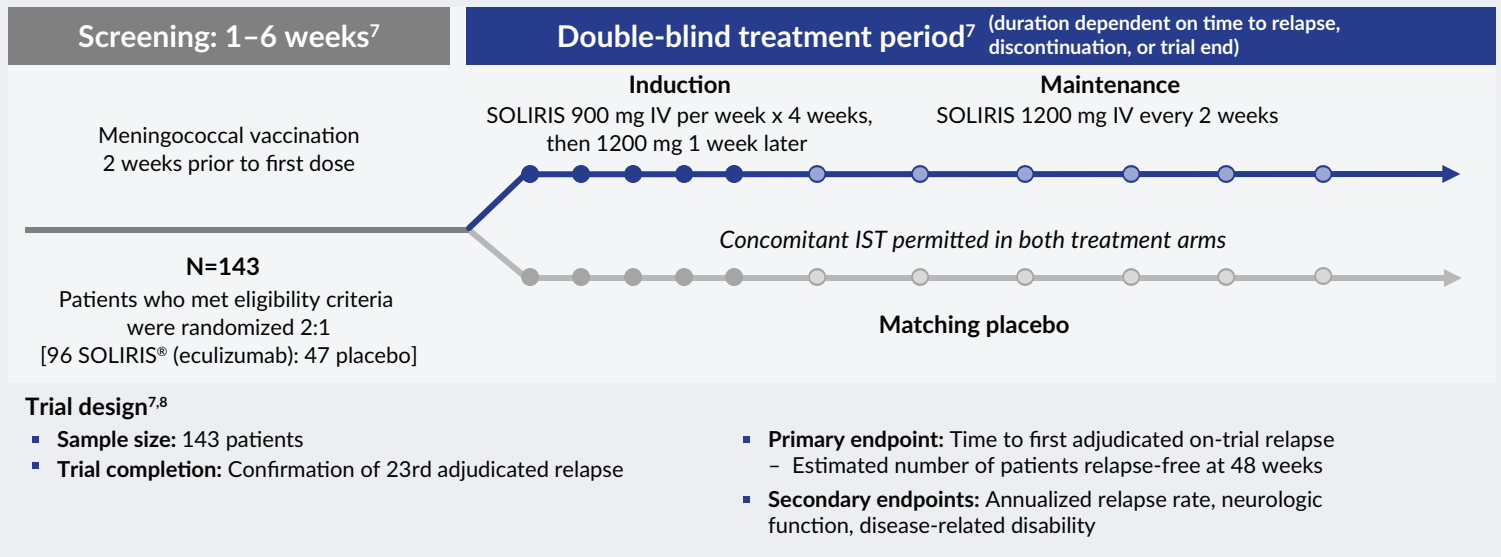 Screening: 1–6 weeks⁷
Double-blind treatment period⁷ (duration dependent on time to relapse,
discontinuation, or trial end)
Meningococcal vaccination
2 weeks prior to first dose
Induction
SOLIRIS 900 mg IV per week x 4 weeks,
then 1200 mg 1 week later
Maintenance
SOLIRIS 1200 mg IV every 2 weeks
Concomitant IST permitted in both treatment arms
N=143
Patients who met eligibility criteria
were randomized 2:1
[96 SOLIRIS® (eculizumab): 47 placebo]
Matching placebo
Trial design⁷,⁸
▪ Sample size: 143 patients
▪ Trial completion: Confirmation of 23rd adjudicated relapse
▪ Primary endpoint: Time to first adjudicated on-trial relapse
– Estimated number of patients relapse-free at 48 weeks
▪ Secondary endpoints: Annualized relapse rate, neurologic
function, disease-related disability